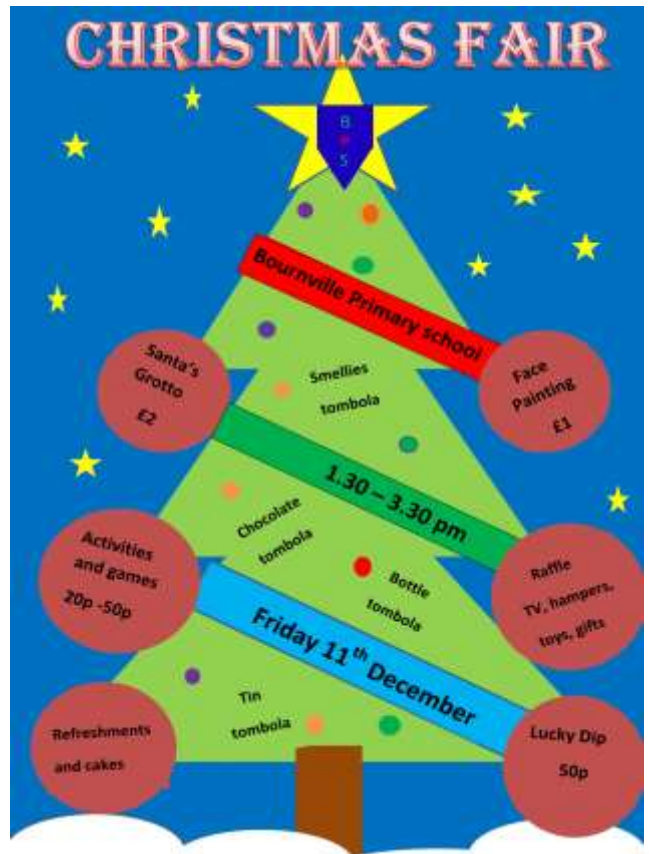 CHRISTMAS FAIR
B
S
Bournville Primary school
Santa's
Grotto
£2
Smellies
tombola
Face
Painting
£1
1.30 – 3.30 pm
Chocolate
tombola
Activities
and games
20p -50p
Bottle
tombola
Raffle
TV, hampers,
toys, gifts
Friday 11th December
Tin
tombola
Refreshments
and cakes
Lucky Dip
50p